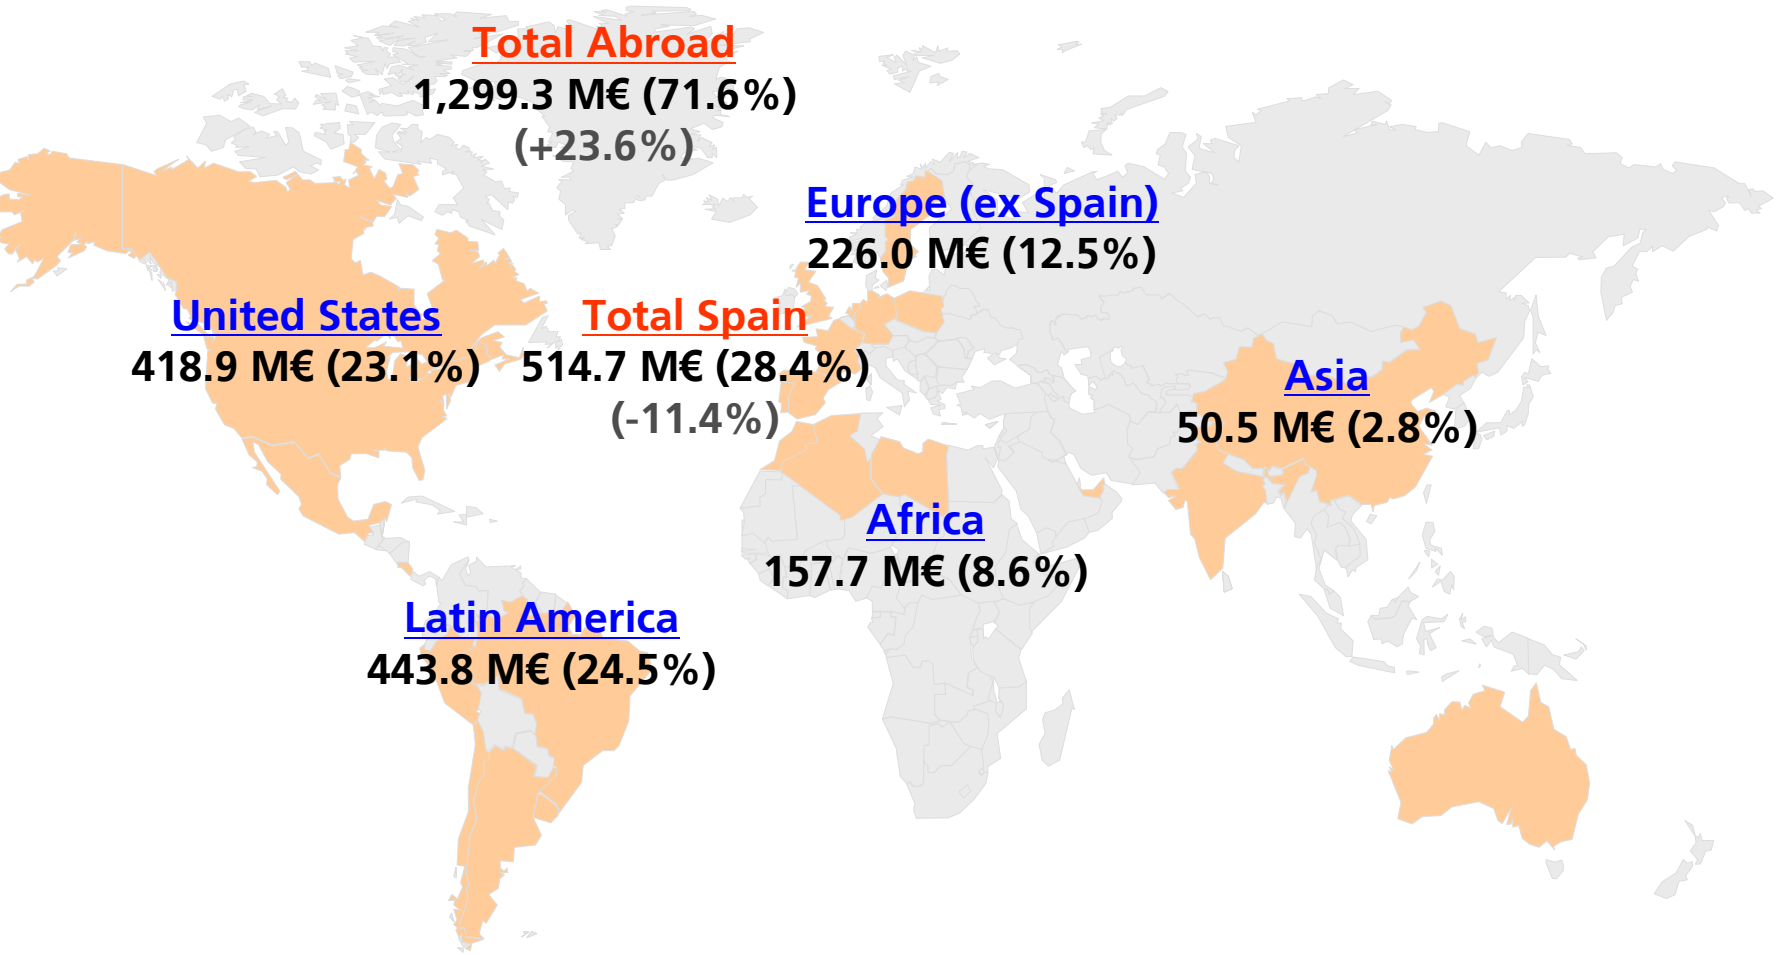 Total Abroad
1,299.3 M€ (71.6%)
(+23.6%)
Europe (ex Spain)
226.0 M€ (12.5%)
United States
418.9 M€ (23.1%)
Total Spain
514.7 M€ (28.4%)
(-11.4%)
Asia
50.5 M€ (2.8%)
Africa
157.7 M€ (8.6%)
Latin America
443.8 M€ (24.5%)